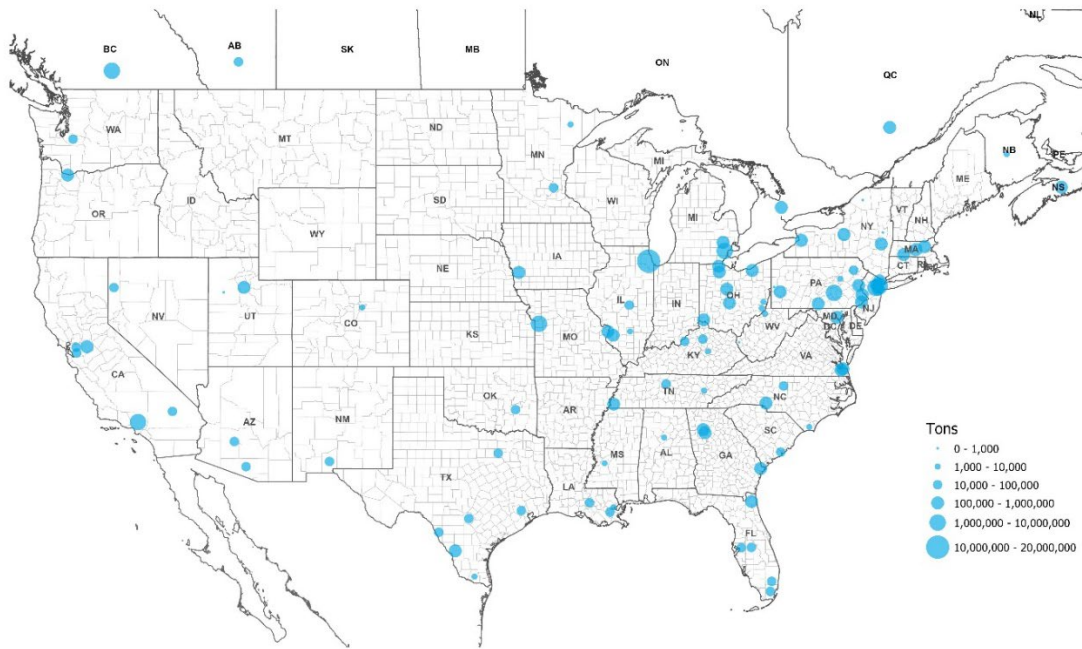 NL
BC
AB
SK
MB
ON
QC
WA
MT
ND
MN
MI
NB
PE
NS
ME
OR
ID
SD
WI
MI
NY
VT
NH
WY
MA
CT
IA
NE
PA
NV
UT
IL
IN
OH
NJ
CO
MD
DE
DC
WV
KS
MO
VA
CA
KY
TN
NC
OK
AR
AZ
NM
SC
MS
AL
GA
TX
LA
FL
Tons
0 - 1,000
1,000 - 10,000
10,000 - 100,000
100,000 - 1,000,000
1,000,000 - 10,000,000
10,000,000 - 20,000,000